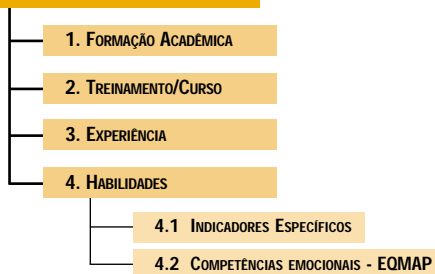 1. Formação Acadêmica
2. Treinamento/Curso
3. Experiência
4. Habilidades
4.1 Indicadores Específicos
4.2 Competências emocionais - EQMAP